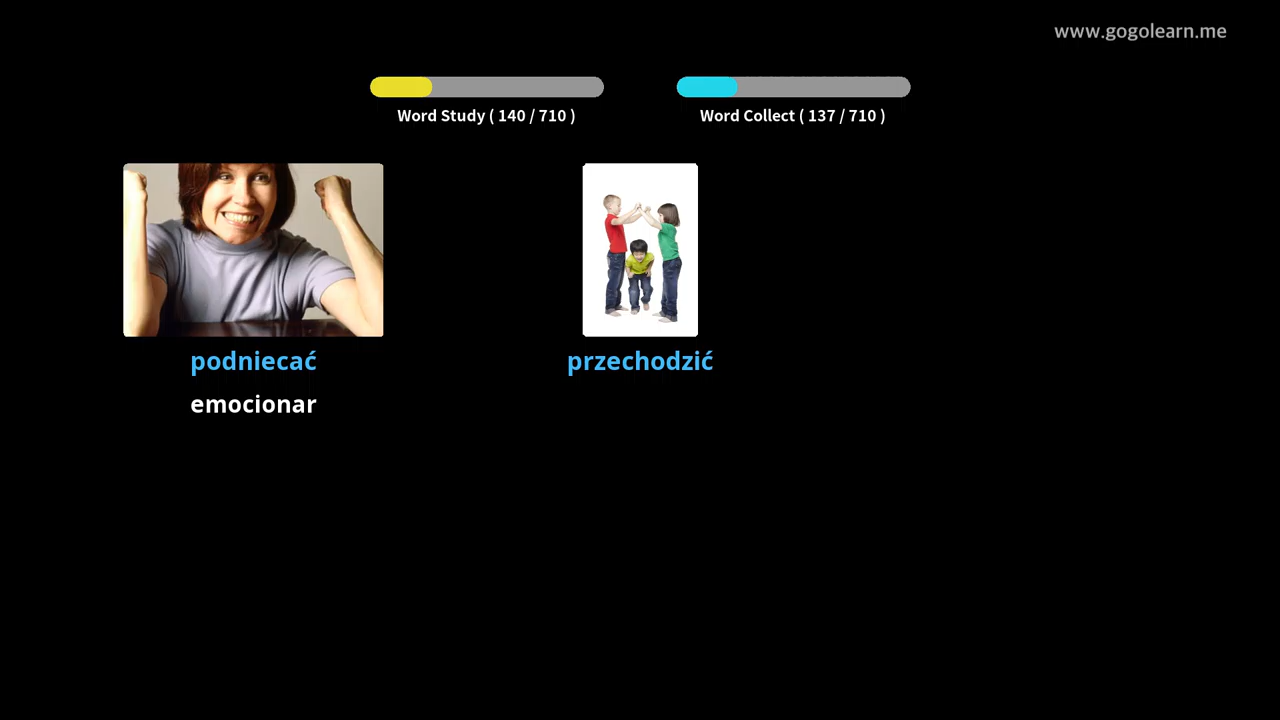 www.gogolearn.me
Word Study ( 140 / 710 )
Word Collect ( 137 / 710 )
podniecać
przechodzić
emocionar